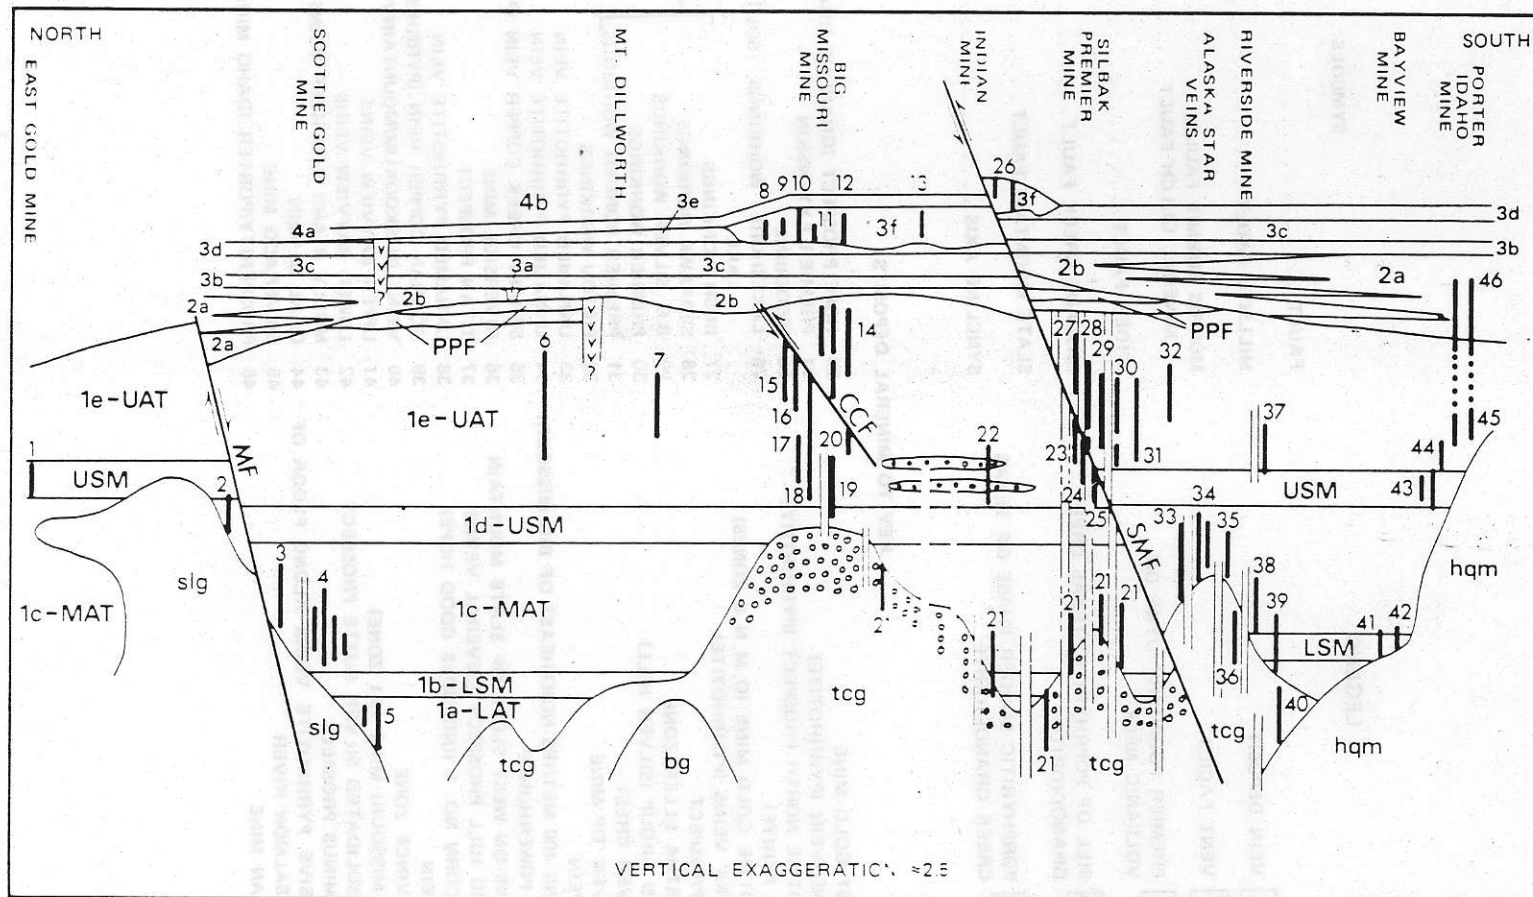 NORTH
SOUTH
EAST GOLD MINE
SCOTTIE GOLD
MINE
MT. DILLWORTH
BIG
MISSOURI
MINE
INDIAN
MINE
SILBAK
PREMIER
MINE
ALASKA STAR
VEINS
RIVERSIDE MINE
BAYVIEW
MINE
PORTER
IDAHO
MINE
26
8 9 10 12 13
4b 3e 11 3f 3f 3d
4a 3c
3d 3b
3c 3a 3c 2b 2a 46
3b
?
2a 2b 2b
PPF PPF
2a 6 7 14 27 28 29 30 32
?
1e-UAT 1e-UAT 15 CCF
16 37 45
MF 17 20 22 23 31 44
1
USM 2 18 19 24 USM 43
1d-USM 25 33 34 35
3 SMF
slg 4 hqm
1c-MAT 1c-MAT 21 21 21 38 39
21 41 42
LSM
1b-LSM 36
1a-LAT tcg 40
slg 5 tcg hqm
tcg bg 21 tcg
VERTICAL EXAGGERATION ≈2.5